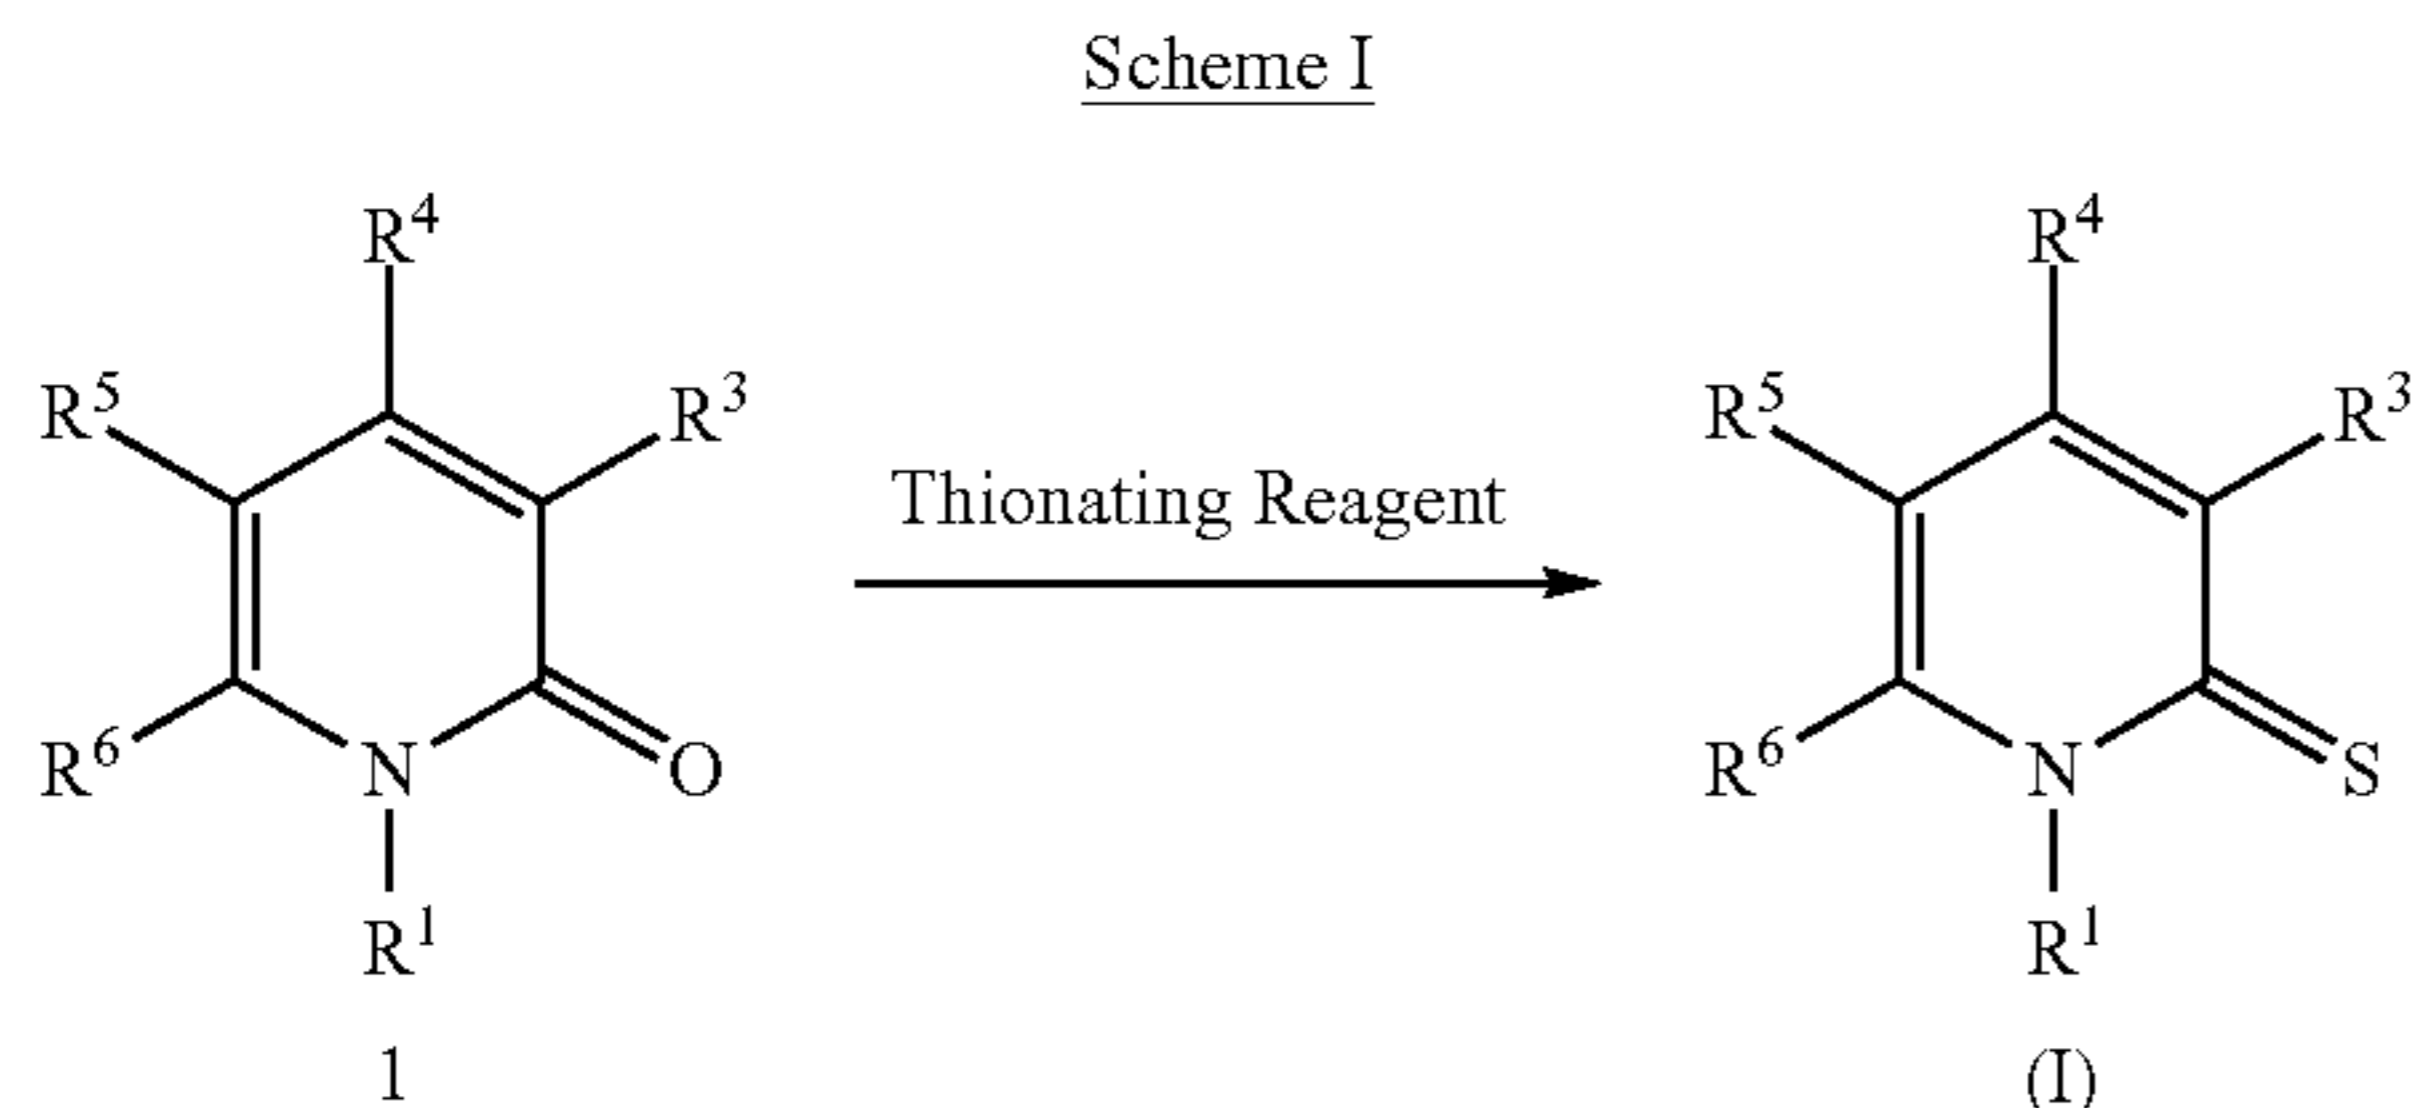 Scheme I
R⁴
R⁵
R³
R⁶
N
O
R¹
1
Thionating Reagent
R⁴
R⁵
R³
R⁶
N
S
R¹
(I)